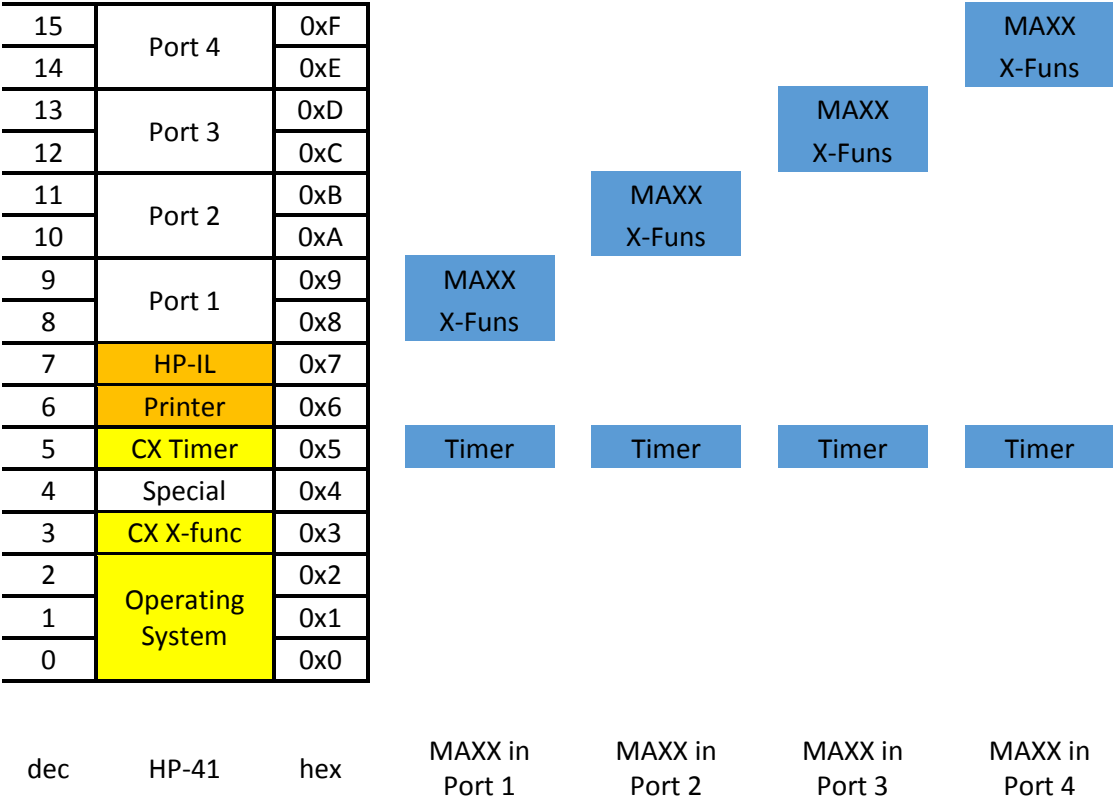 15 0xF MAXX
Port 4
14 0xE X-Funs
13 0xD MAXX
Port 3
12 0xC X-Funs
11 0xB MAXX
Port 2
10 0xA X-Funs
9 0x9 MAXX
Port 1
8 0x8 X-Funs
7 HP-IL 0x7
6 Printer 0x6
5 CX Timer 0x5 Timer Timer Timer Timer
4 Special 0x4
3 CX X-func 0x3
2 0x2
Operating
1 0x1
System
0 0x0
MAXX in MAXX in MAXX in MAXX in
dec HP-41 hex
Port 1 Port 2 Port 3 Port 4